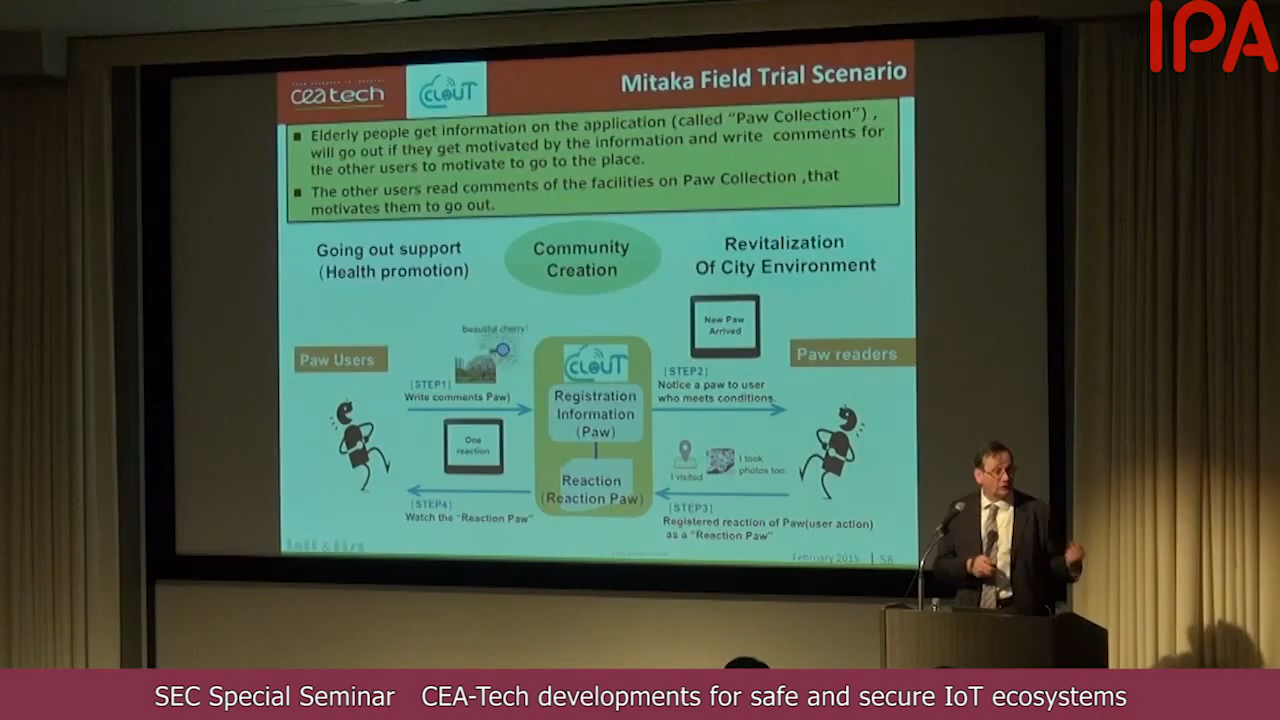 IPA
ceatech
CLOUT
Mitaka Field Trial Scenario
■ Elderly people get information on the application (called “Paw Collection”) ,
will go out if they get motivated by the information and write comments for
the other users to motivate to go to the place.
■ The other users read comments of the facilities on Paw Collection ,that
motivates them to go out.
Going out support
(Health promotion)
Community
Creation
Revitalization
Of City Environment
New Paw
Arrived
Beautiful cherry!
Paw Users
CLOUT
Paw readers
[STEP1]
Write comments Paw)
[STEP2]
Notice a paw to user
who meets conditions.
Registration
Information
(Paw)
One
reaction
I visited
I took
photos too.
Reaction
(Reaction Paw)
[STEP4]
Watch the “Reaction Paw”
[STEP3]
Registered reaction of Paw(user action)
as a “Reaction Paw”
February 2015 | 58
SEC Special Seminar CEA-Tech developments for safe and secure IoT ecosystems